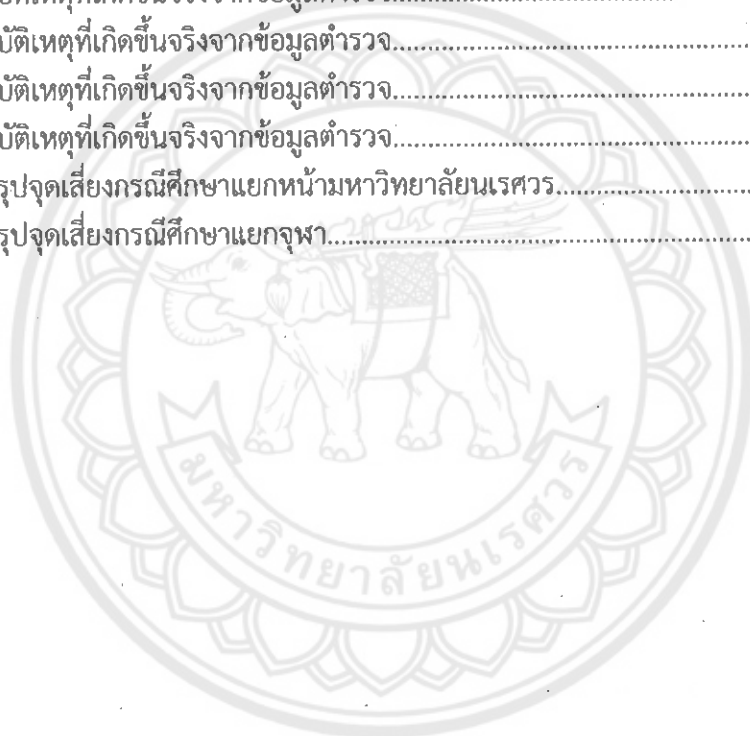 บัติเหตุที่เกิดขึ้นจริงจากข้อมูลตำรวจ
บัติเหตุที่เกิดขึ้นจริงจากข้อมูลตำรวจ
บัติเหตุที่เกิดขึ้นจริงจากข้อมูลตำรวจ
รุปจุดเสี่ยงกรณีศึกษาแยกหน้ามหาวิทยาลัยนเรศวร
รุปจุดเสี่ยงกรณีศึกษาแยกจุฬา
มหาวิทยาลัยนเรศวร